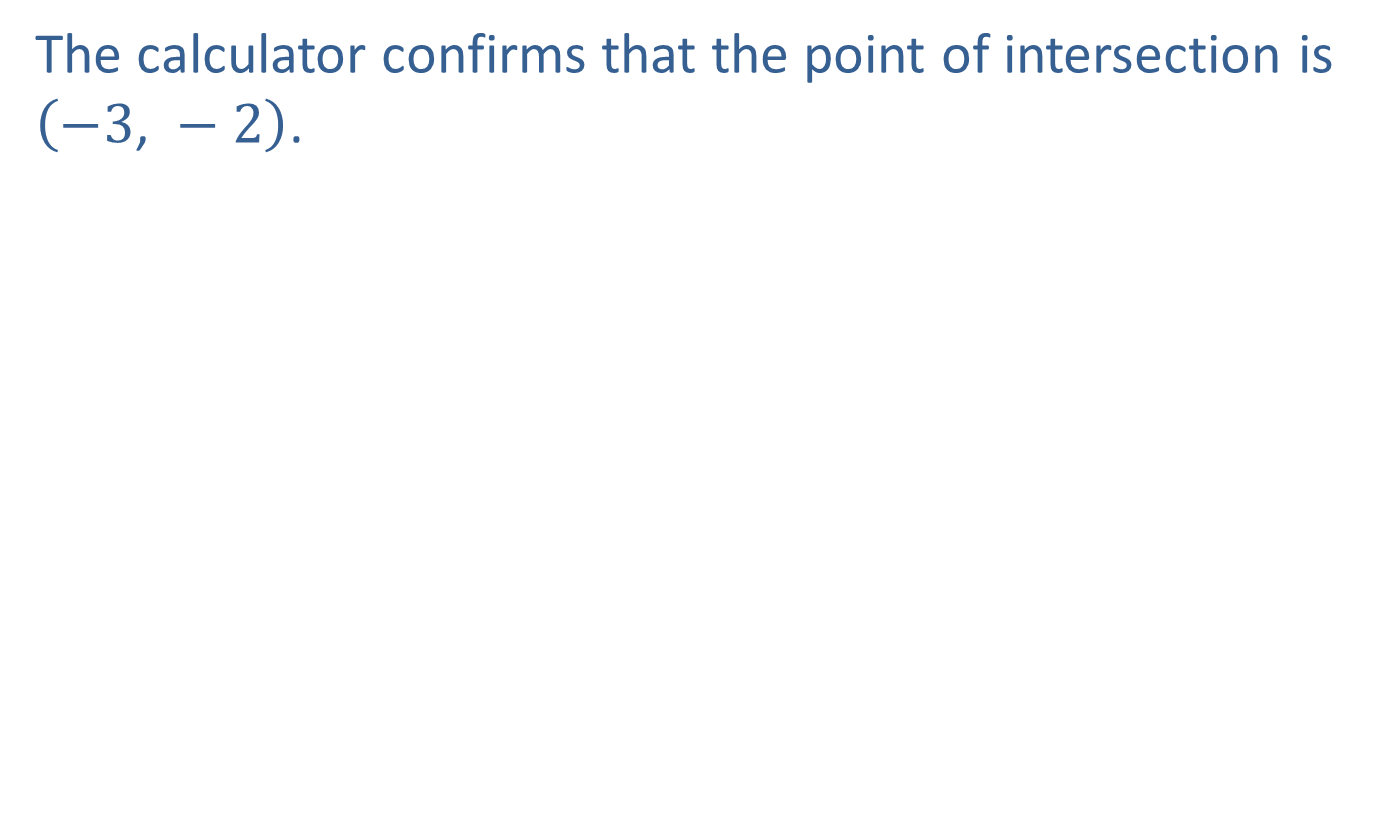 The calculator confirms that the point of intersection is
(−3, − 2).